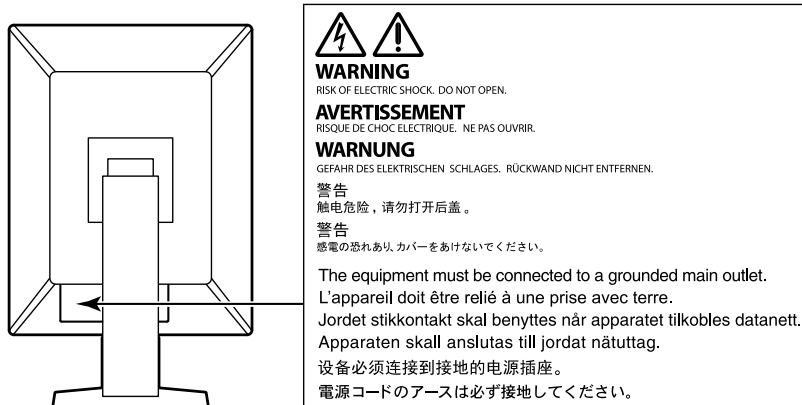 WARNING
RISK OF ELECTRIC SHOCK. DO NOT OPEN.
AVERTISSEMENT
RISQUE DE CHOC ELECTRIQUE. NE PAS OUVRIR.
WARNUNG
GEFAHR DES ELEKTRISCHEN SCHLAGES. RÜCKWAND NICHT ENTFERNEN.
警告
触电危险，请勿打开后盖。
警告
感電の恐れあり、カバーをあけないでください。
The equipment must be connected to a grounded main outlet.
L'appareil doit être relié à une prise avec terre.
Jordet stikkontakt skal benyttes når apparatet tilkobles datanett.
Apparaten skall anslutas till jordat nätuttag.
设备必须连接到接地的电源插座。
電源コードのアースは必ず接地してください。